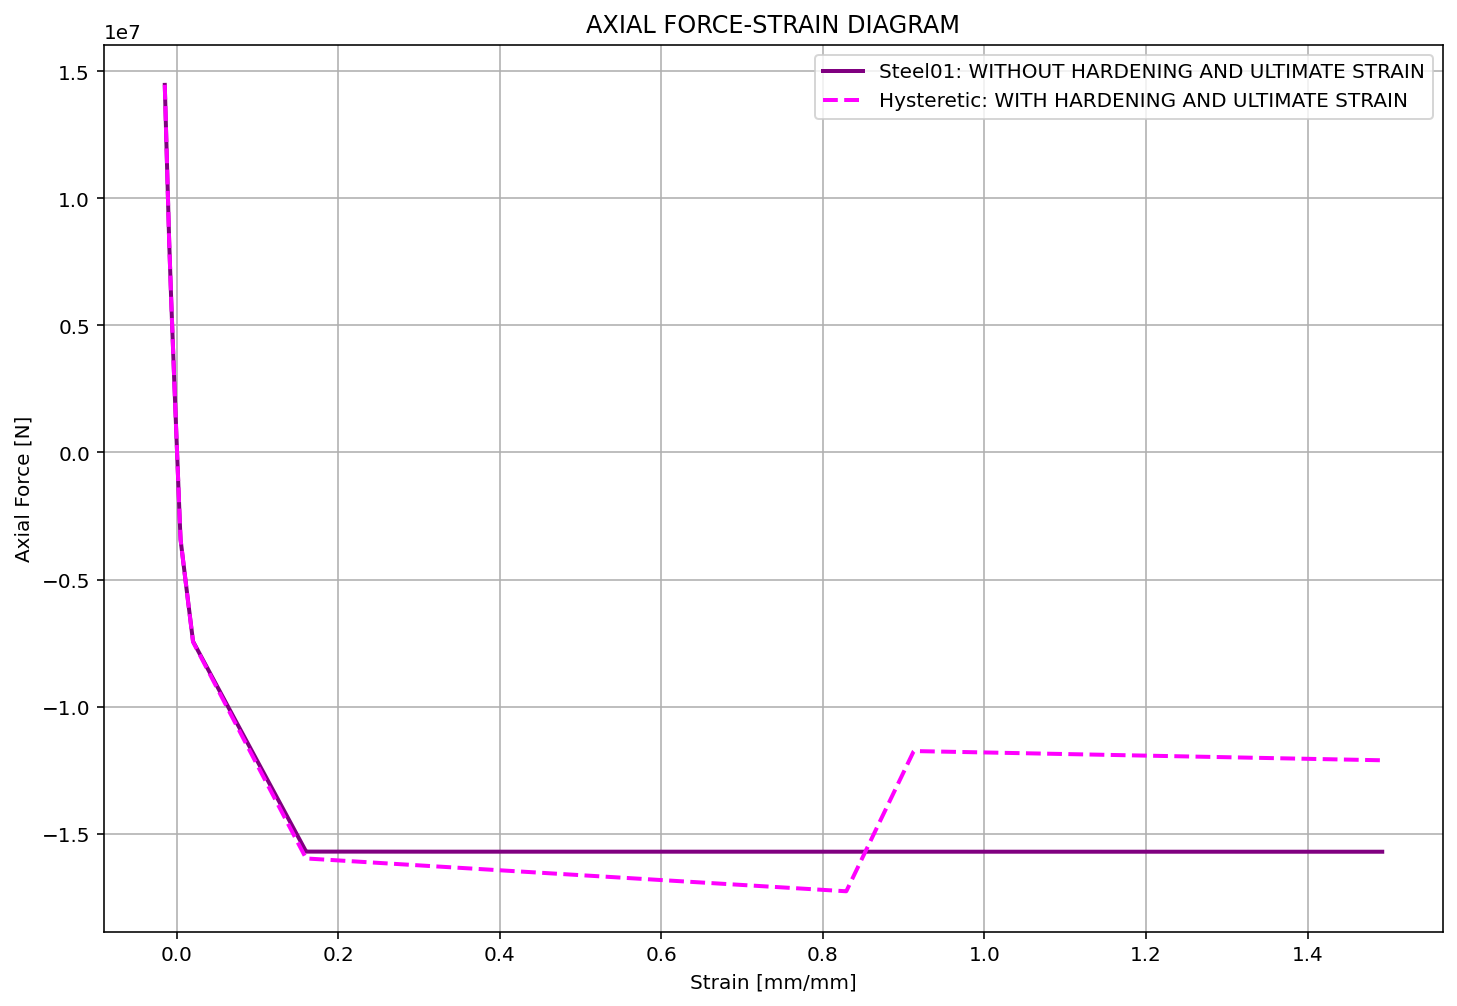 AXIAL FORCE-STRAIN DIAGRAM
1e7
Steel01: WITHOUT HARDENING AND ULTIMATE STRAIN
Hysteretic: WITH HARDENING AND ULTIMATE STRAIN
1.5
1.0
0.5
0.0
−0.5
−1.0
−1.5
Axial Force [N]
0.0 0.2 0.4 0.6 0.8 1.0 1.2 1.4
Strain [mm/mm]